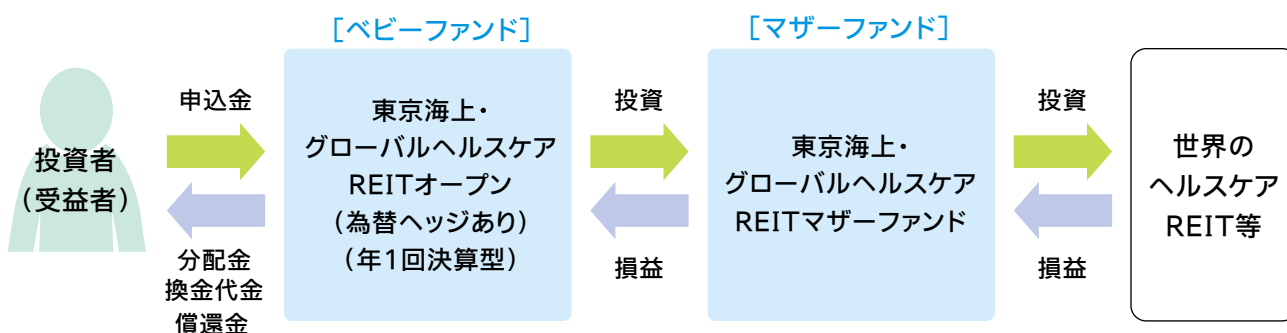 ［ベビーファンド］
［マザーファンド］
投資者
（受益者）
申込金
分配金
換金代金
償還金
東京海上・
グローバルヘルスケア
REITオープン
（為替ヘッジあり）
（年1回決算型）
投資
損益
東京海上・
グローバルヘルスケア
REITマザーファンド
投資
損益
世界の
ヘルスケア
REIT等